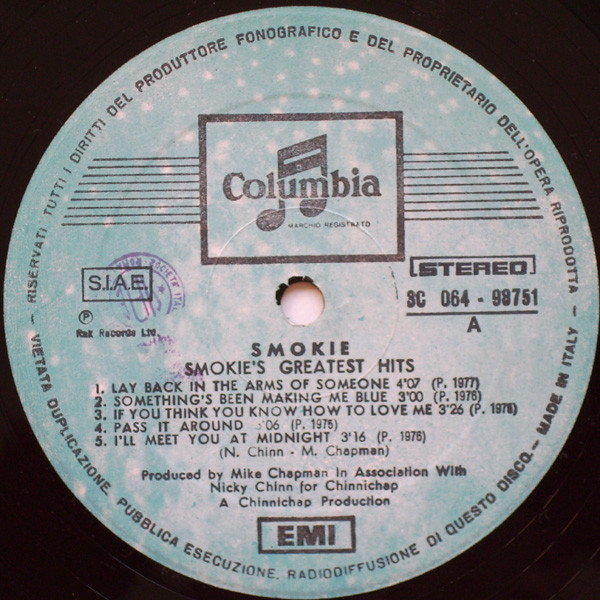 RISERVATI TUTTI I DIRITTI DEL PRODUTTORE FONOGRAFICO E DEL PROPRIETARIO DELL'OPERA RIPRODOTTA — MADE IN ITALY —
VIETATA DUPLICAZIONE, PUBBLICA ESECUZIONE, RADIODIFFUSIONE DI QUESTO DISCO.—
Columbia
MARCHIO REGISTRATO
S.I.A.E.
STEREO
Ⓟ
3C 064 - 98751
Rak Records Ltd.
A
SMOKIE
SMOKIE'S GREATEST HITS
1. LAY BACK IN THE ARMS OF SOMEONE 4'07 (P. 1977)
2. SOMETHING'S BEEN MAKING ME BLUE 3'00 (P. 1976)
3. IF YOU THINK YOU KNOW HOW TO LOVE ME 3'26 (P. 1975)
4. PASS IT AROUND '06 (P. 1975)
5. I'LL MEET YOU AT MIDNIGHT 3'16 (P. 1976)
(N. Chinn - M. Chapman)
Produced by Mike Chapman in Association With
Nicky Chinn for Chinnichap
A Chinnichap Production
EMI